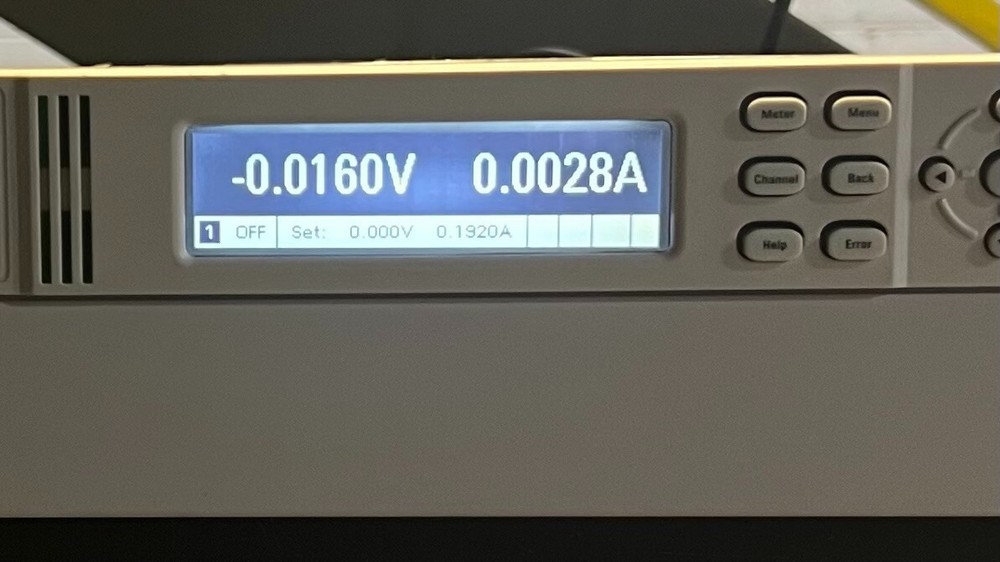 -0.0160V 0.0028A
1 OFF Set: 0.000V 0.1920A
Meter Menu
Channel Back
Help Error